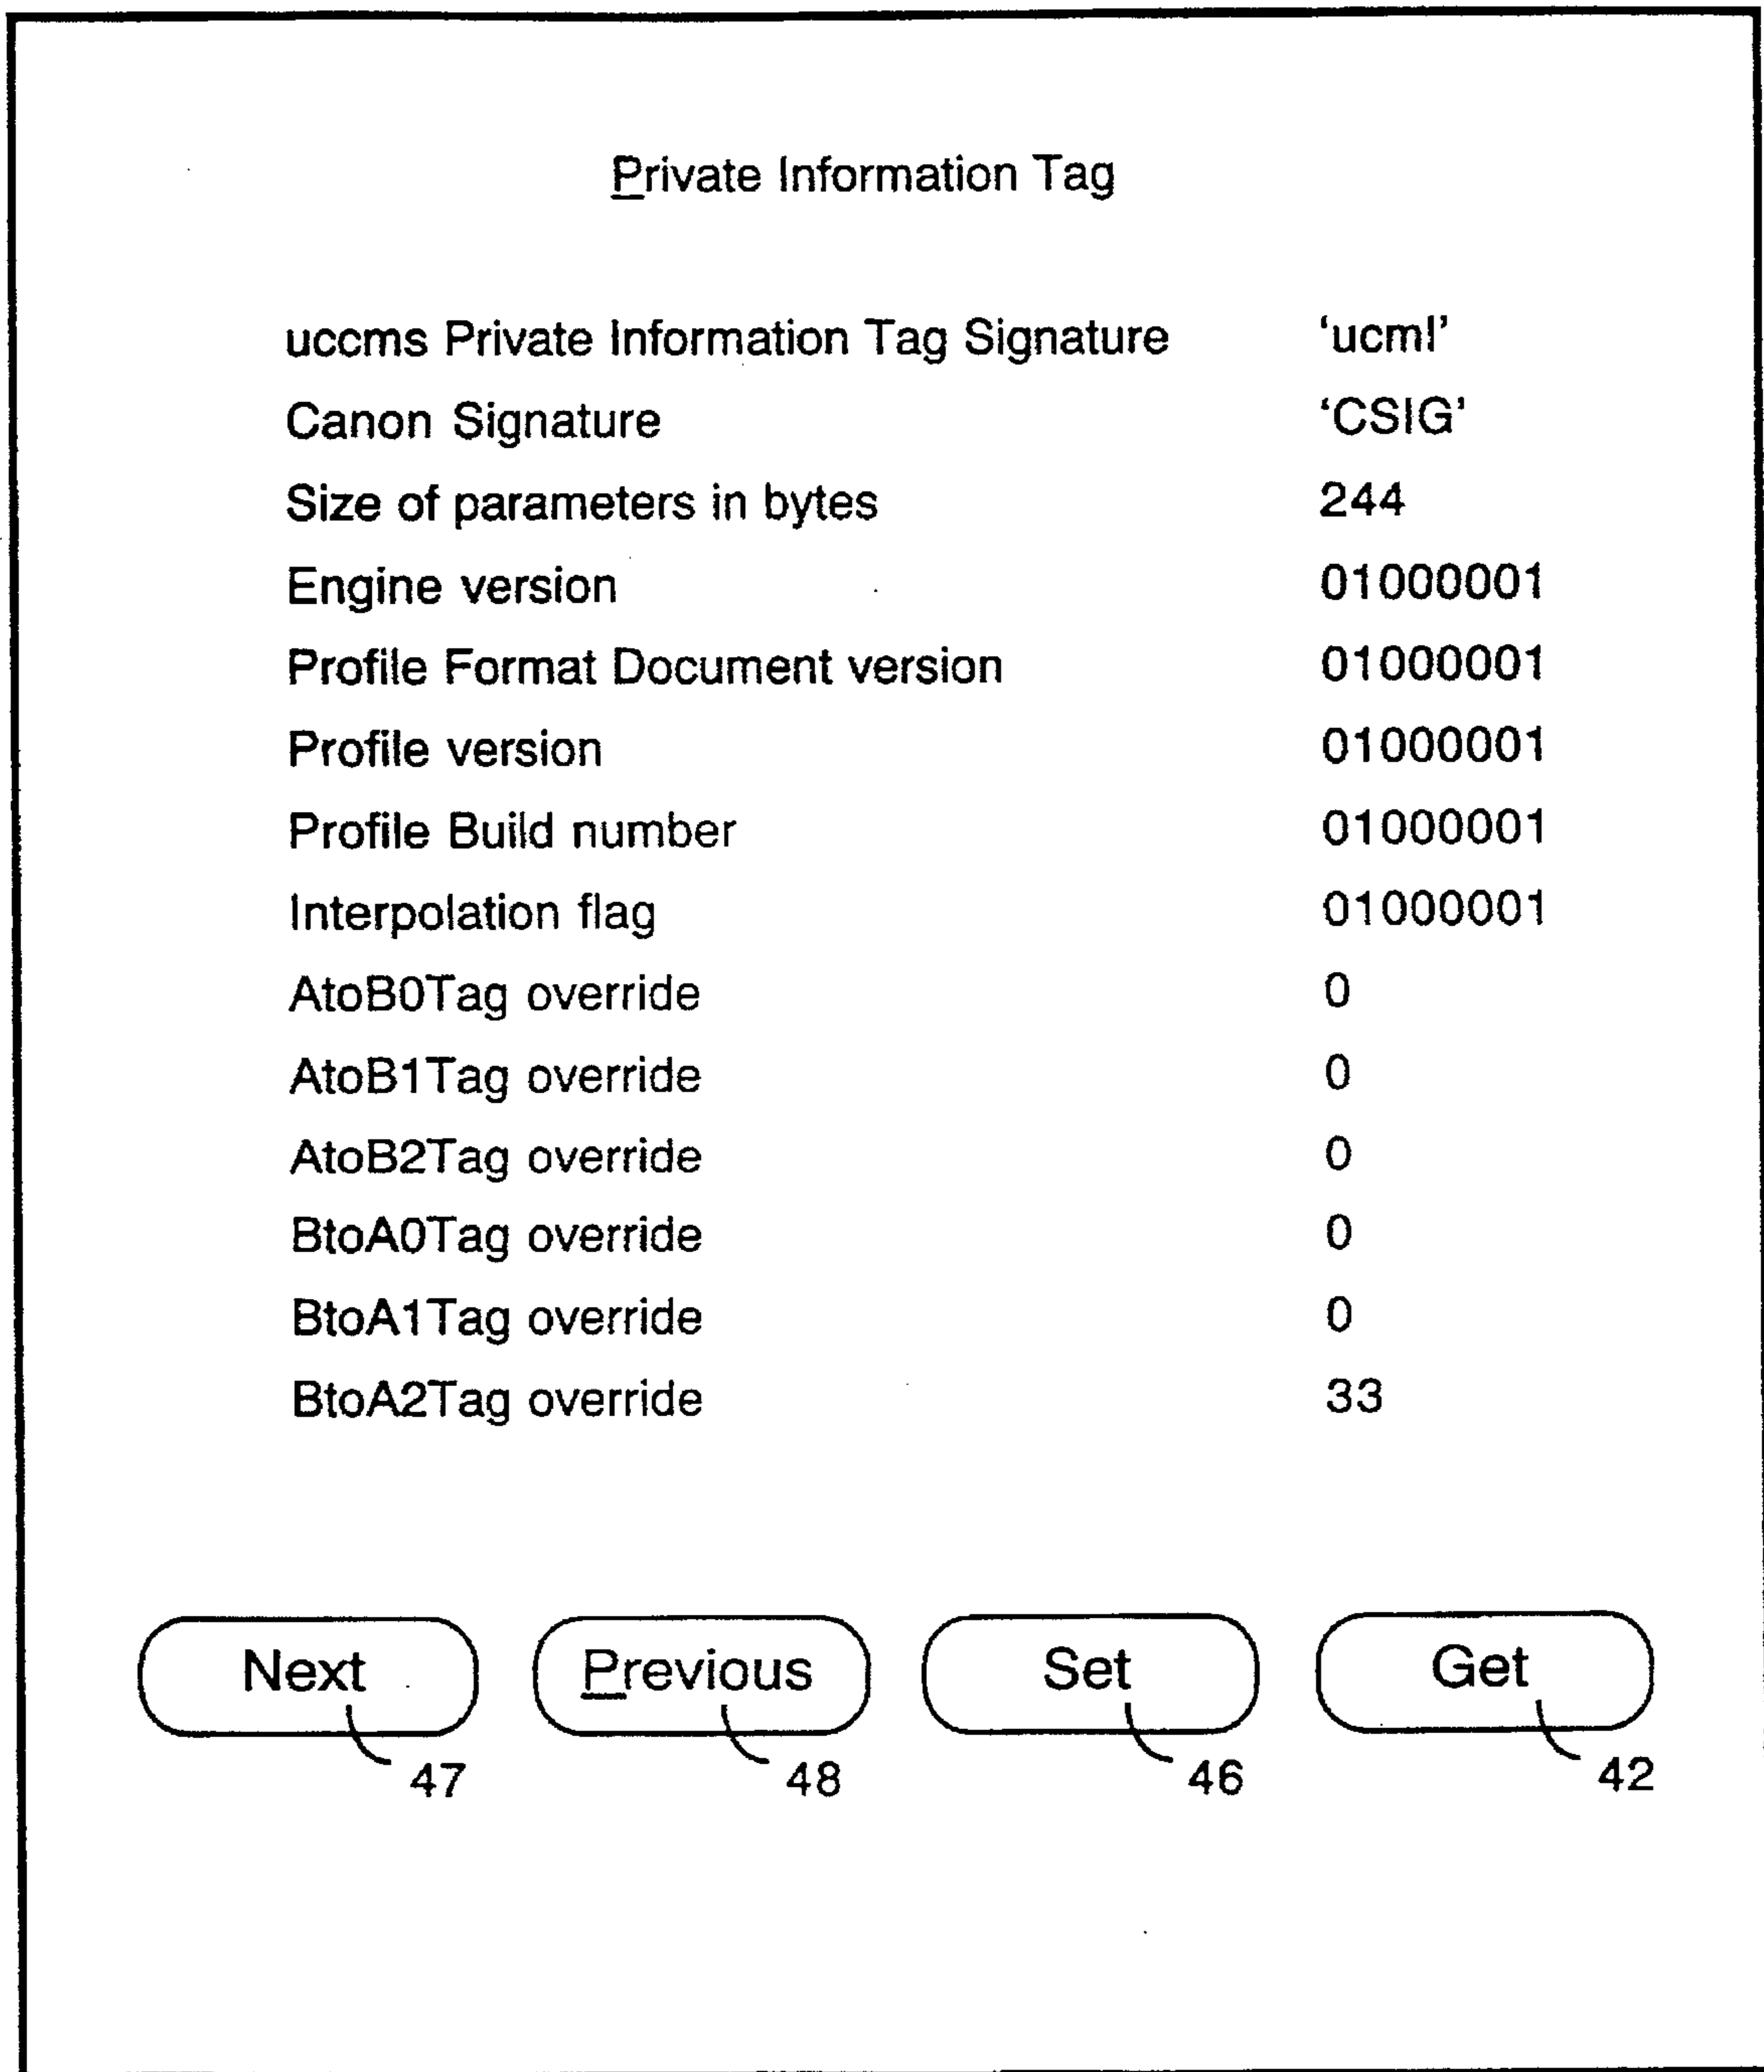 Private Information Tag
uccms Private Information Tag Signature 'ucmI'
Canon Signature 'CSIG'
Size of parameters in bytes 244
Engine version 01000001
Profile Format Document version 01000001
Profile version 01000001
Profile Build number 01000001
Interpolation flag 01000001
AtoB0Tag override 0
AtoB1Tag override 0
AtoB2Tag override 0
BtoA0Tag override 0
BtoA1Tag override 0
BtoA2Tag override 33
Next Previous Set Get
47 48 46 42